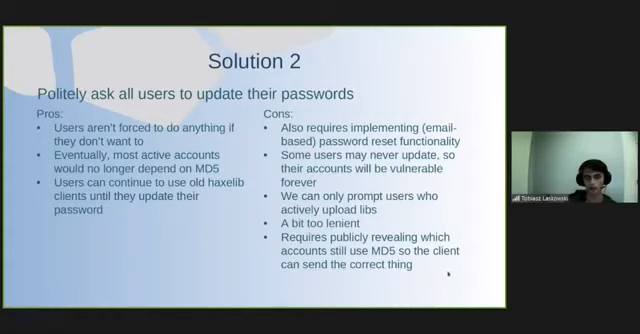 Solution 2
Politely ask all users to update their passwords
Pros:
• Users aren't forced to do anything if
they don't want to
• Eventually, most active accounts
would no longer depend on MD5
• Users can continue to use old haxelib
clients until they update their
password
Cons:
• Also requires implementing (email-
based) password reset functionality
• Some users may never update, so
their accounts will be vulnerable
forever
• We can only prompt users who
actively upload libs
• A bit too lenient
• Requires publicly revealing which
accounts still use MD5 so the client
can send the correct thing
Tobiasz Laskowski